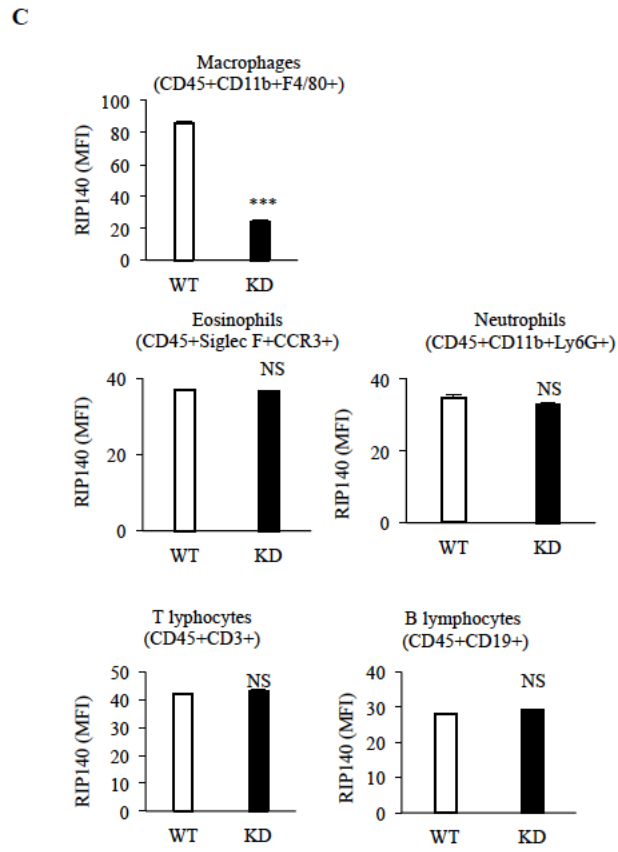 C
Macrophages
(CD45+CD11b+F4/80+)
RIP140 (MFI)
100
80
60
40
20
0
***
WT KD
Eosinophils
(CD45+Siglec F+CCR3+)
NS
RIP140 (MFI)
40
20
0
WT KD
Neutrophils
(CD45+CD11b+Ly6G+)
NS
RIP140 (MFI)
40
20
0
WT KD
T lyphocytes
(CD45+CD3+)
NS
RIP140 (MFI)
50
40
30
20
10
0
WT KD
B lymphocytes
(CD45+CD19+)
NS
RIP140 (MFI)
40
30
20
10
0
WT KD